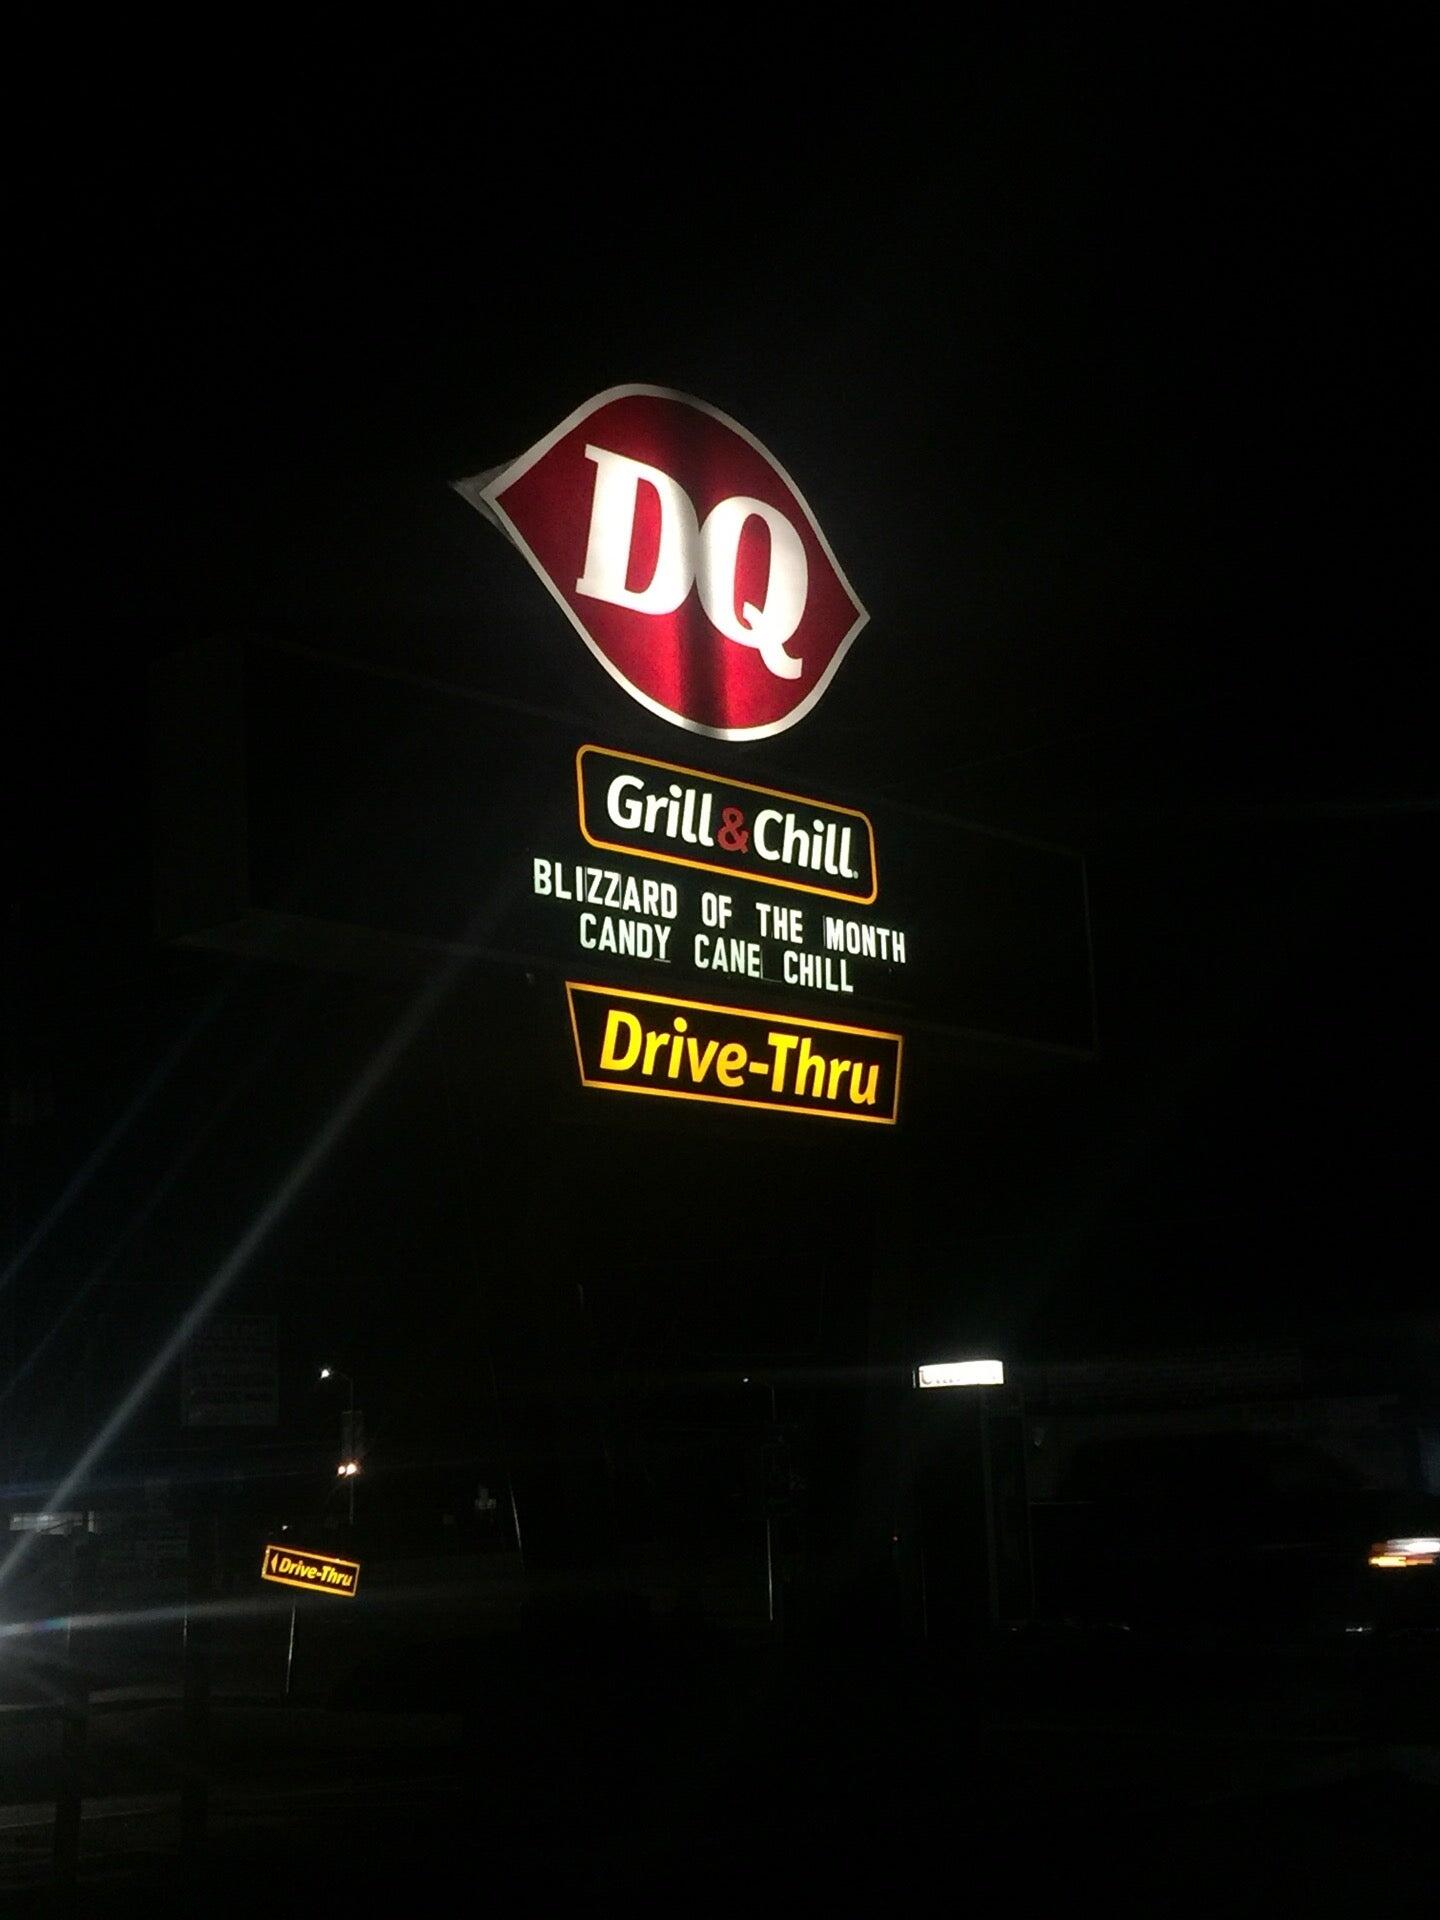 DQ
Grill & Chill
BLIZZARD OF THE MONTH
CANDY CANE CHILL
Drive-Thru
Drive-Thru